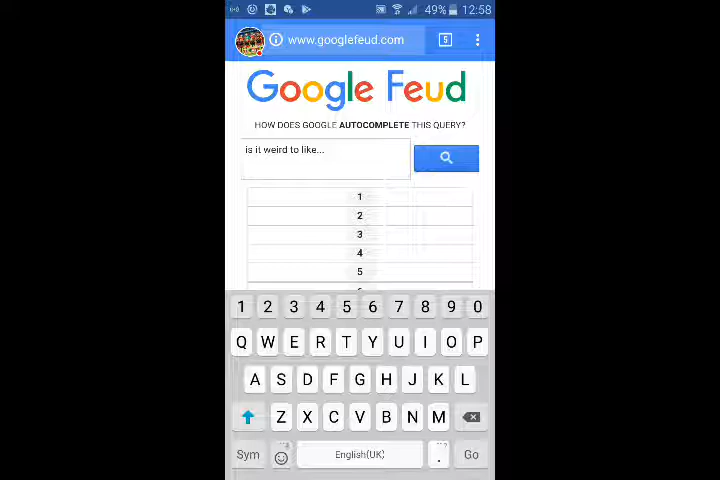 49% 12:58
www.googlefeud.com 5
Google Feud
HOW DOES GOOGLE AUTOCOMPLETE THIS QUERY?
is it weird to like...
1
2
3
4
5
1 2 3 4 5 6 7 8 9 0
Q W E R T Y U I O P
A S D F G H J K L
Z X C V B N M
Sym English(UK) . Go